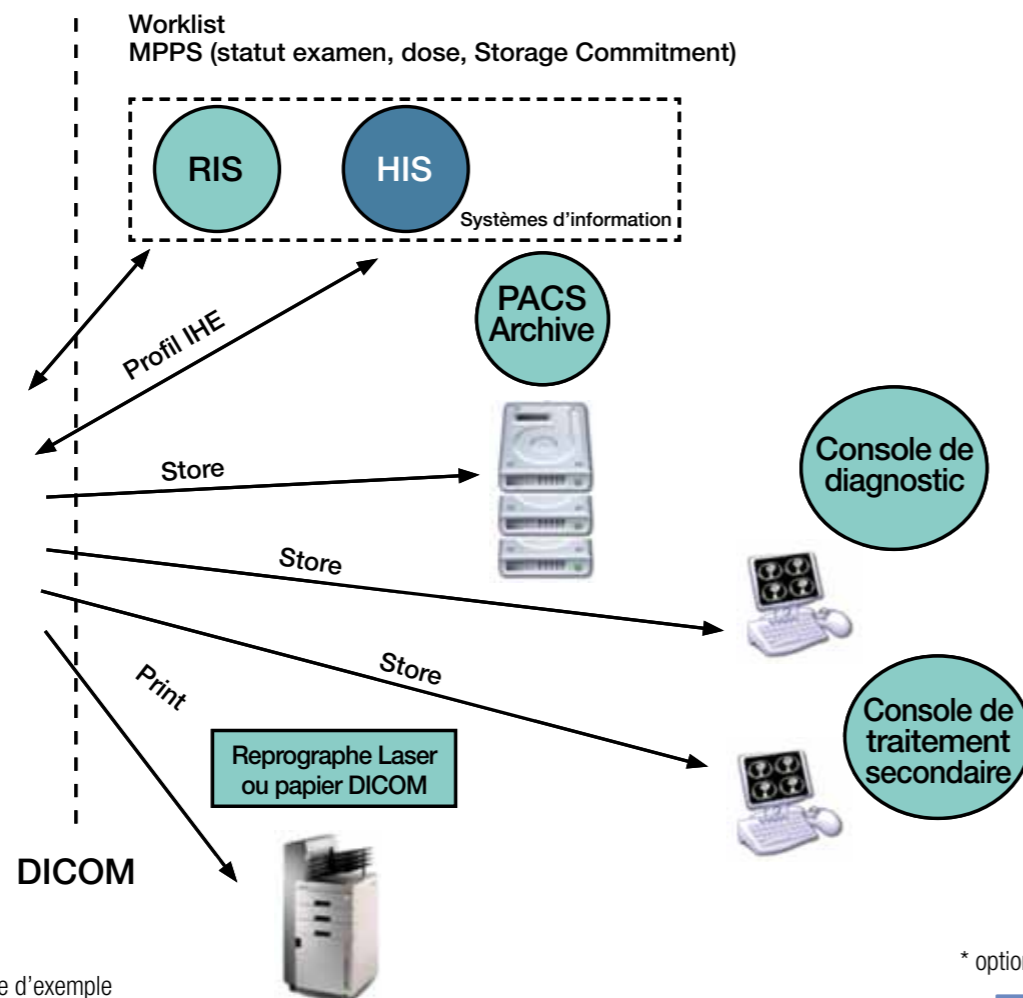 Worklist
MPPS (statut examen, dose, Storage Commitment)
RIS
HIS
Systèmes d'information
PACS
Archive
Profil IHE
Store
Console de
diagnostic
Store
Store
Print
Console de
traitement
secondaire
Reprographe Laser
ou papier DICOM
DICOM
* option
e d'exemple